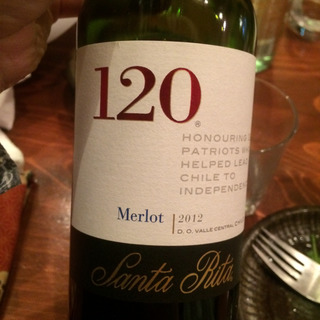 120®
HONOURING
PATRIOTS
HELPED LEAD
CHILE TO
INDEPENDEN
Merlot 2012
D. O. VALLE CENTRAL
Santa Rita